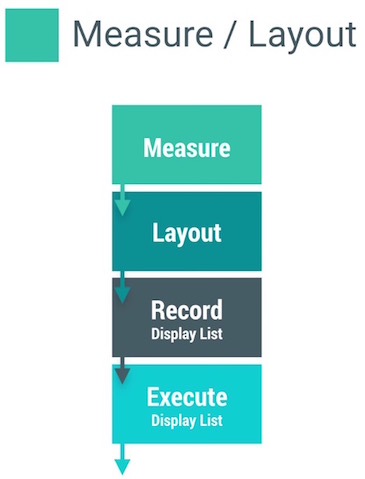 Measure / Layout
Measure
Layout
Record
Display List
Execute
Display List